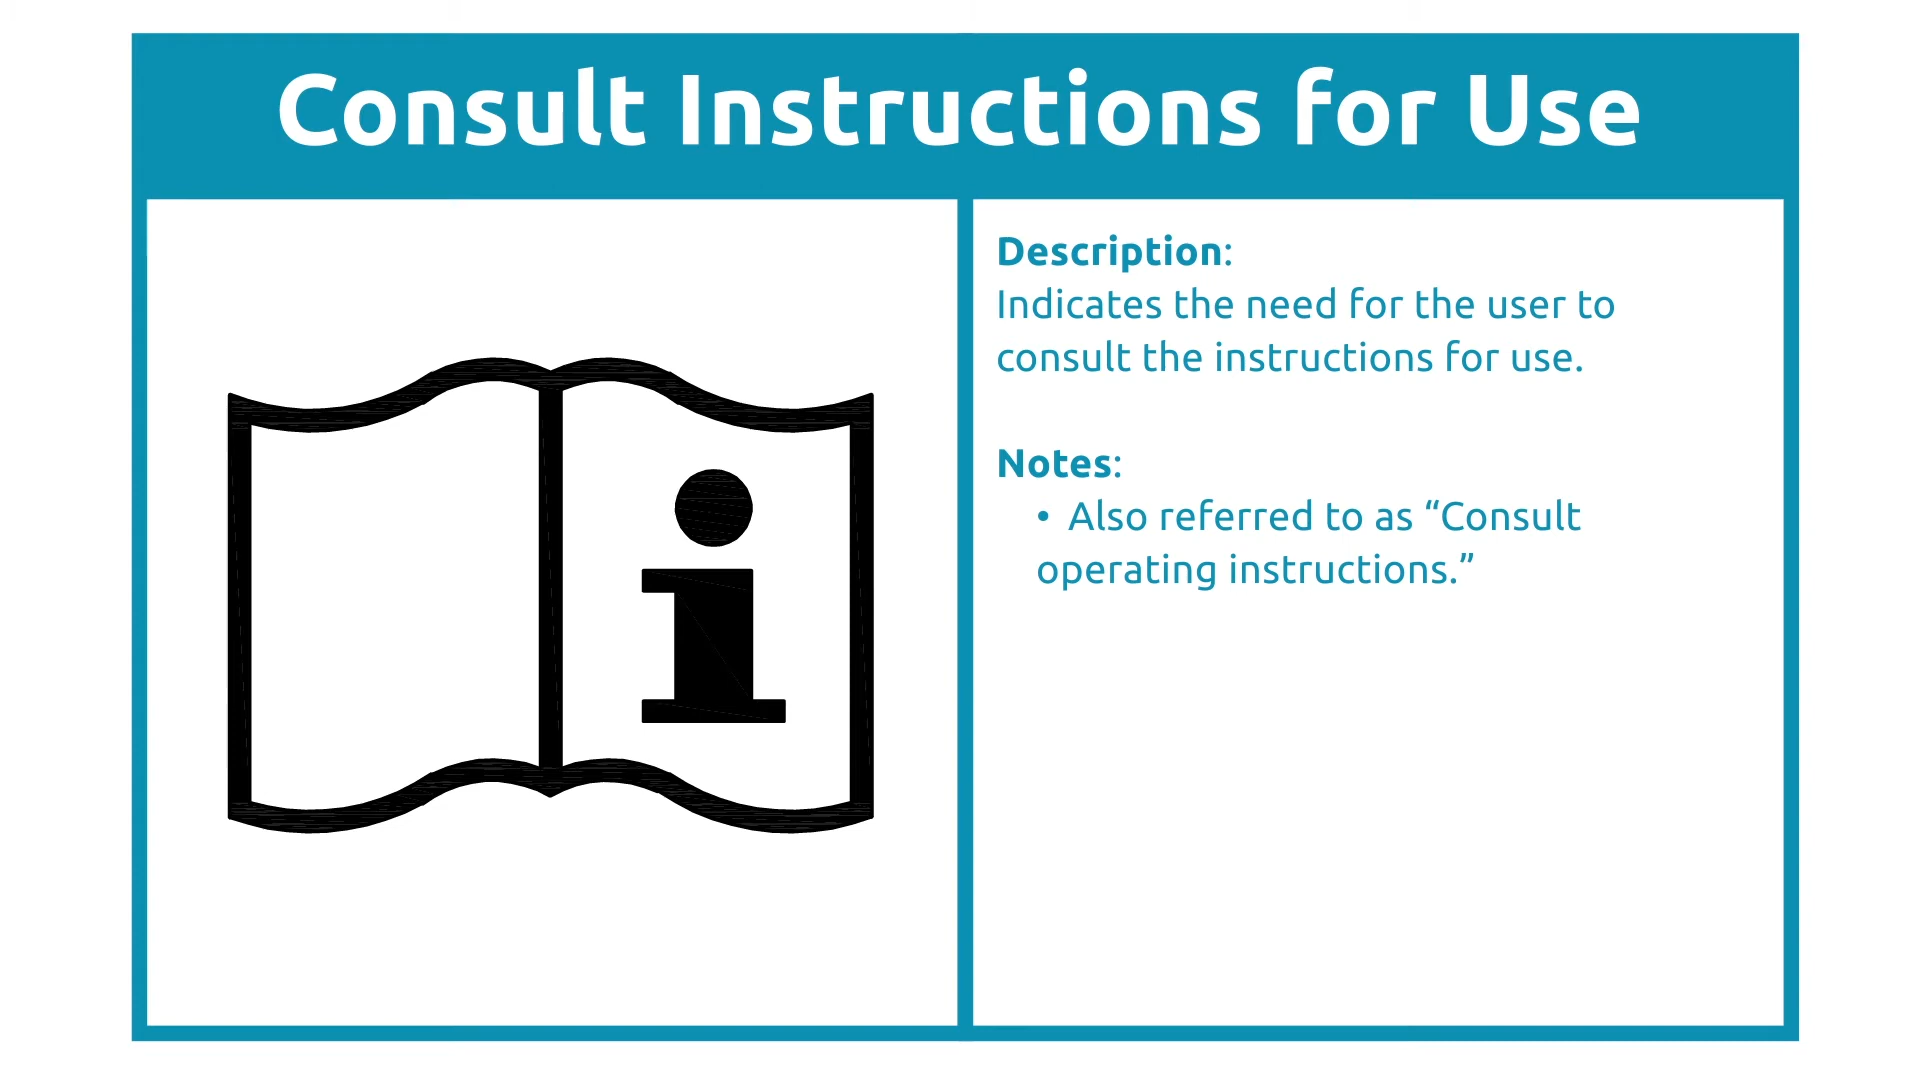 Consult Instructions for Use
Description:
Indicates the need for the user to
consult the instructions for use.
Notes:
• Also referred to as “Consult
operating instructions.”
i